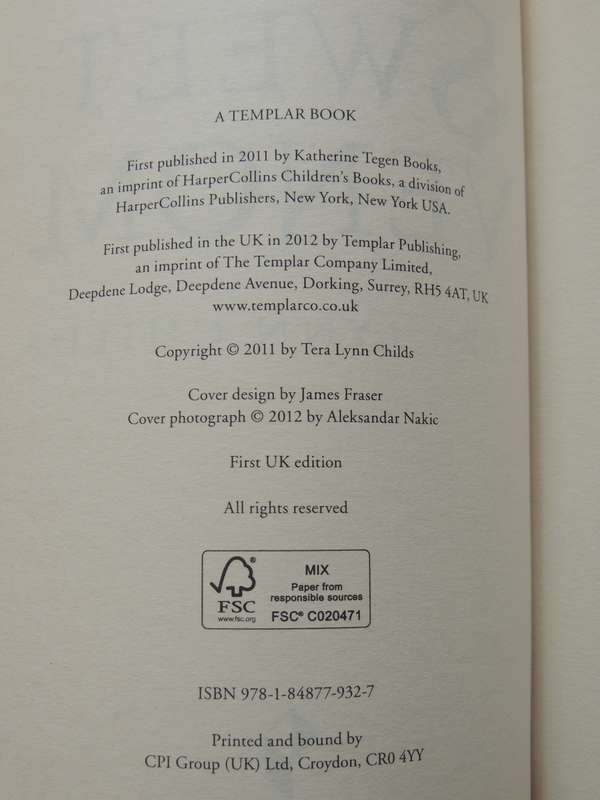 A TEMPLAR BOOK
First published in 2011 by Katherine Tegen Books,
an imprint of HarperCollins Children's Books, a division of
HarperCollins Publishers, New York, New York USA.
First published in the UK in 2012 by Templar Publishing,
an imprint of The Templar Company Limited,
Deepdene Lodge, Deepdene Avenue, Dorking, Surrey, RH5 4AT, UK
www.templarco.co.uk
Copyright © 2011 by Tera Lynn Childs
Cover design by James Fraser
Cover photograph © 2012 by Aleksandar Nakic
First UK edition
All rights reserved
®
FSC
www.fsc.org
MIX
Paper from
responsible sources
FSC® C020471
ISBN 978-1-84877-932-7
Printed and bound by
CPI Group (UK) Ltd, Croydon, CR0 4YY